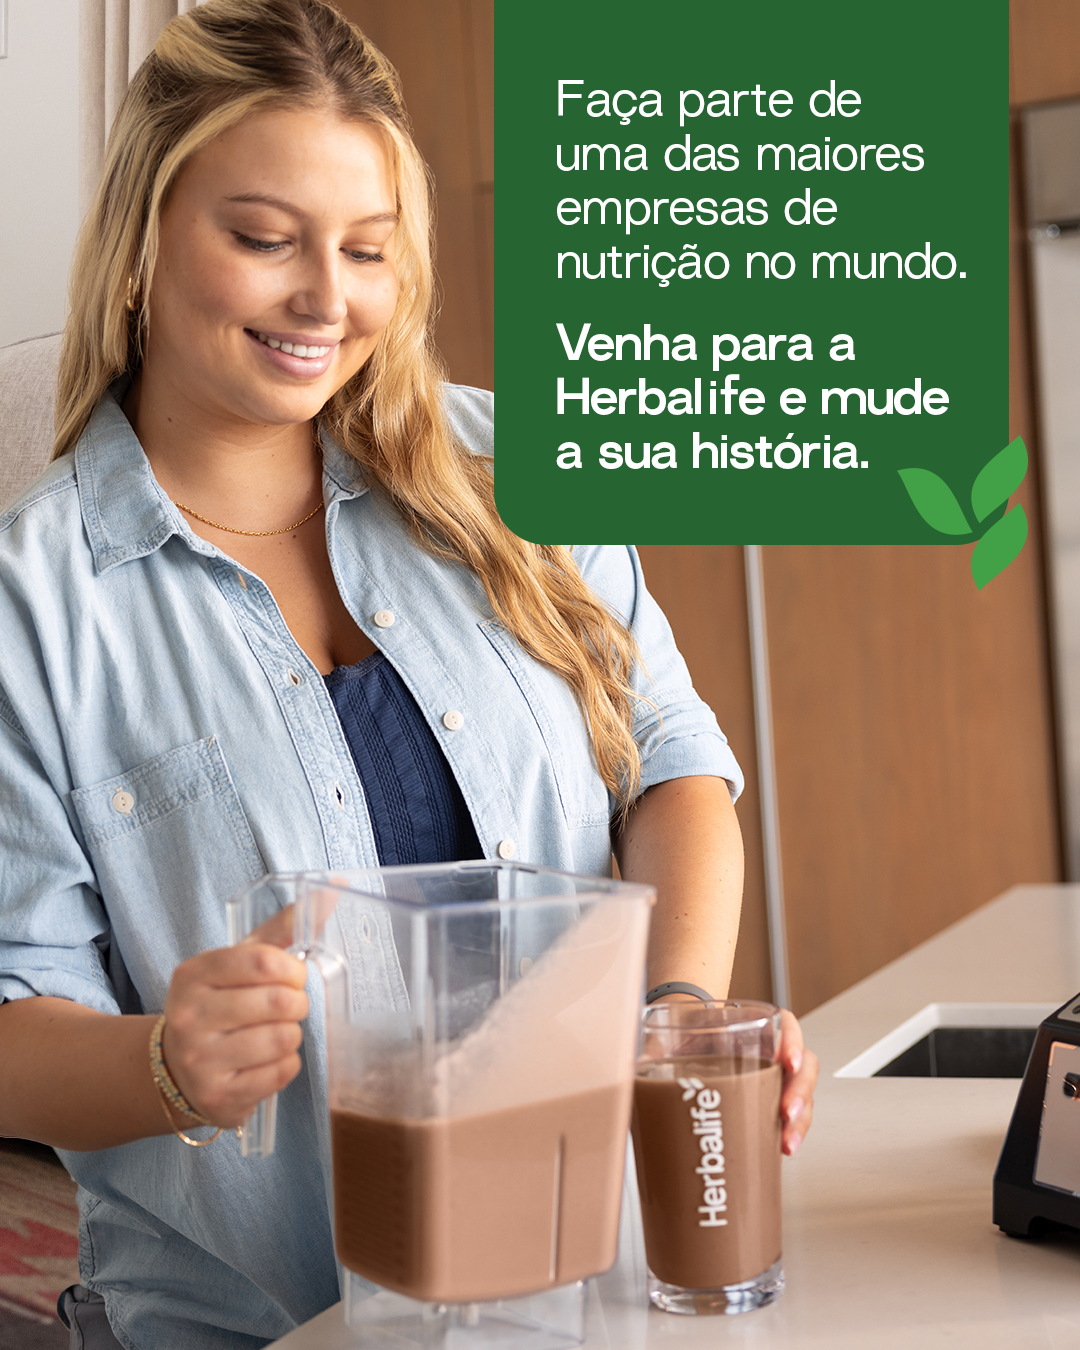 Faça parte de
uma das maiores
empresas de
nutrição no mundo.
Venha para a
Herbalife e mude
a sua história.
Herbalife